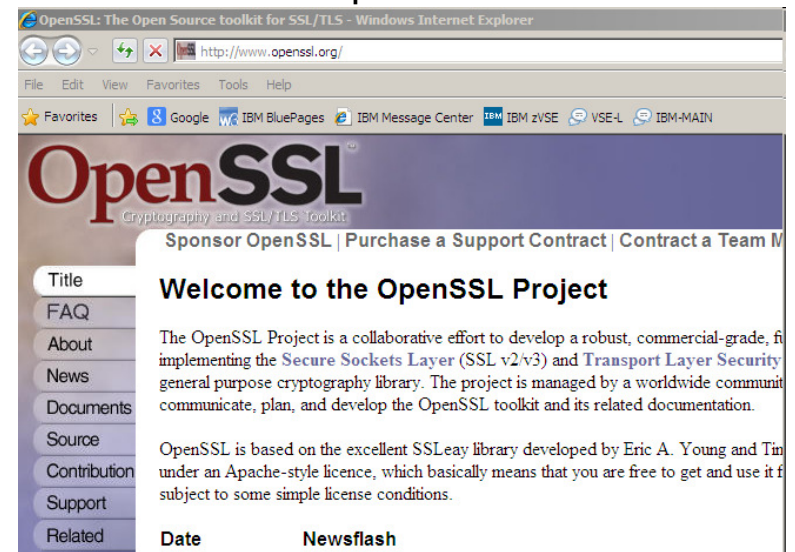 OpenSSL: The Open Source toolkit for SSL/TLS - Windows Internet Explorer
http://www.openssl.org/
File Edit View Favorites Tools Help
Favorites Google IBM BluePages IBM Message Center IBM zVSE VSE-L IBM-MAIN
OpenSSL
Cryptography and SSL/TLS Toolkit
Sponsor OpenSSL | Purchase a Support Contract | Contract a Team M
Title
FAQ
About
News
Documents
Source
Contribution
Support
Related
Welcome to the OpenSSL Project
The OpenSSL Project is a collaborative effort to develop a robust, commercial-grade, fu
implementing the Secure Sockets Layer (SSL v2/v3) and Transport Layer Security
general purpose cryptography library. The project is managed by a worldwide communit
communicate, plan, and develop the OpenSSL toolkit and its related documentation.
OpenSSL is based on the excellent SSLeay library developed by Eric A. Young and Tim
under an Apache-style licence, which basically means that you are free to get and use it f
subject to some simple license conditions.
Date Newsflash